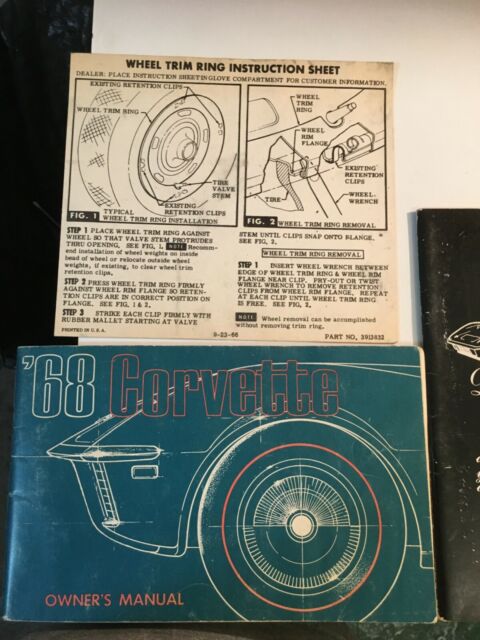 WHEEL TRIM RING INSTRUCTION SHEET
DEALER: PLACE INSTRUCTION SHEET IN GLOVE COMPARTMENT FOR CUSTOMER INFORMATION.
EXISTING RETENTION CLIPS
WHEEL TRIM RING
TIRE
VALVE
STEM
EXISTING
RETENTION CLIPS
FIG. 1
TYPICAL
WHEEL TRIM RING INSTALLATION
WHEEL
TRIM
RING
WHEEL
RIM
FLANGE
EXISTING
RETENTION
CLIPS
WHEEL-
WRENCH
TIRE
FIG. 2
WHEEL TRIM RING REMOVAL
STEP 1 PLACE WHEEL TRIM RING AGAINST
WHEEL SO THAT VALVE STEM PROTRUDES
THRU OPENING, SEE FIG, 1, NOTE Recomm-
end installation of wheel weights on inside
bead of wheel or relocate outside wheel
weights, if existing, to clear wheel trim
retention clips,
STEP 2 PRESS WHEEL TRIM RING FIRMLY
AGAINST WHEEL RIM FLANGE SO RETEN-
TION CLIPS ARE IN CORRECT POSITION ON
FLANGE, SEE FIG, 1 & 2,
STEP 3 STRIKE EACH CLIP FIRMLY WITH
RUBBER MALLET STARTING AT VALVE
STEM UNTIL CLIPS SNAP ONTO FLANGE,
SEE FIG, 2,
WHEEL TRIM RING REMOVAL
STEP 1 INSERT WHEEL WRENCH BETWEEN
EDGE OF WHEEL TRIM RING & WHEEL RIM
FLANGE NEAR CLIP. PRY-OUT OR TWIST
WHEEL WRENCH TO REMOVE RETENTION
CLIPS FROM WHEEL RIM FLANGE, REPEAT
AT EACH CLIP UNTIL WHEEL TRIM RING
IS FREE. SEE FIG, 2,
NOTE Wheel removal can be accomplished
without removing trim ring.
PRINTED IN U.S.A.
9-23-66
PART NO. 3913832
'68 Corvette
OWNER'S MANUAL